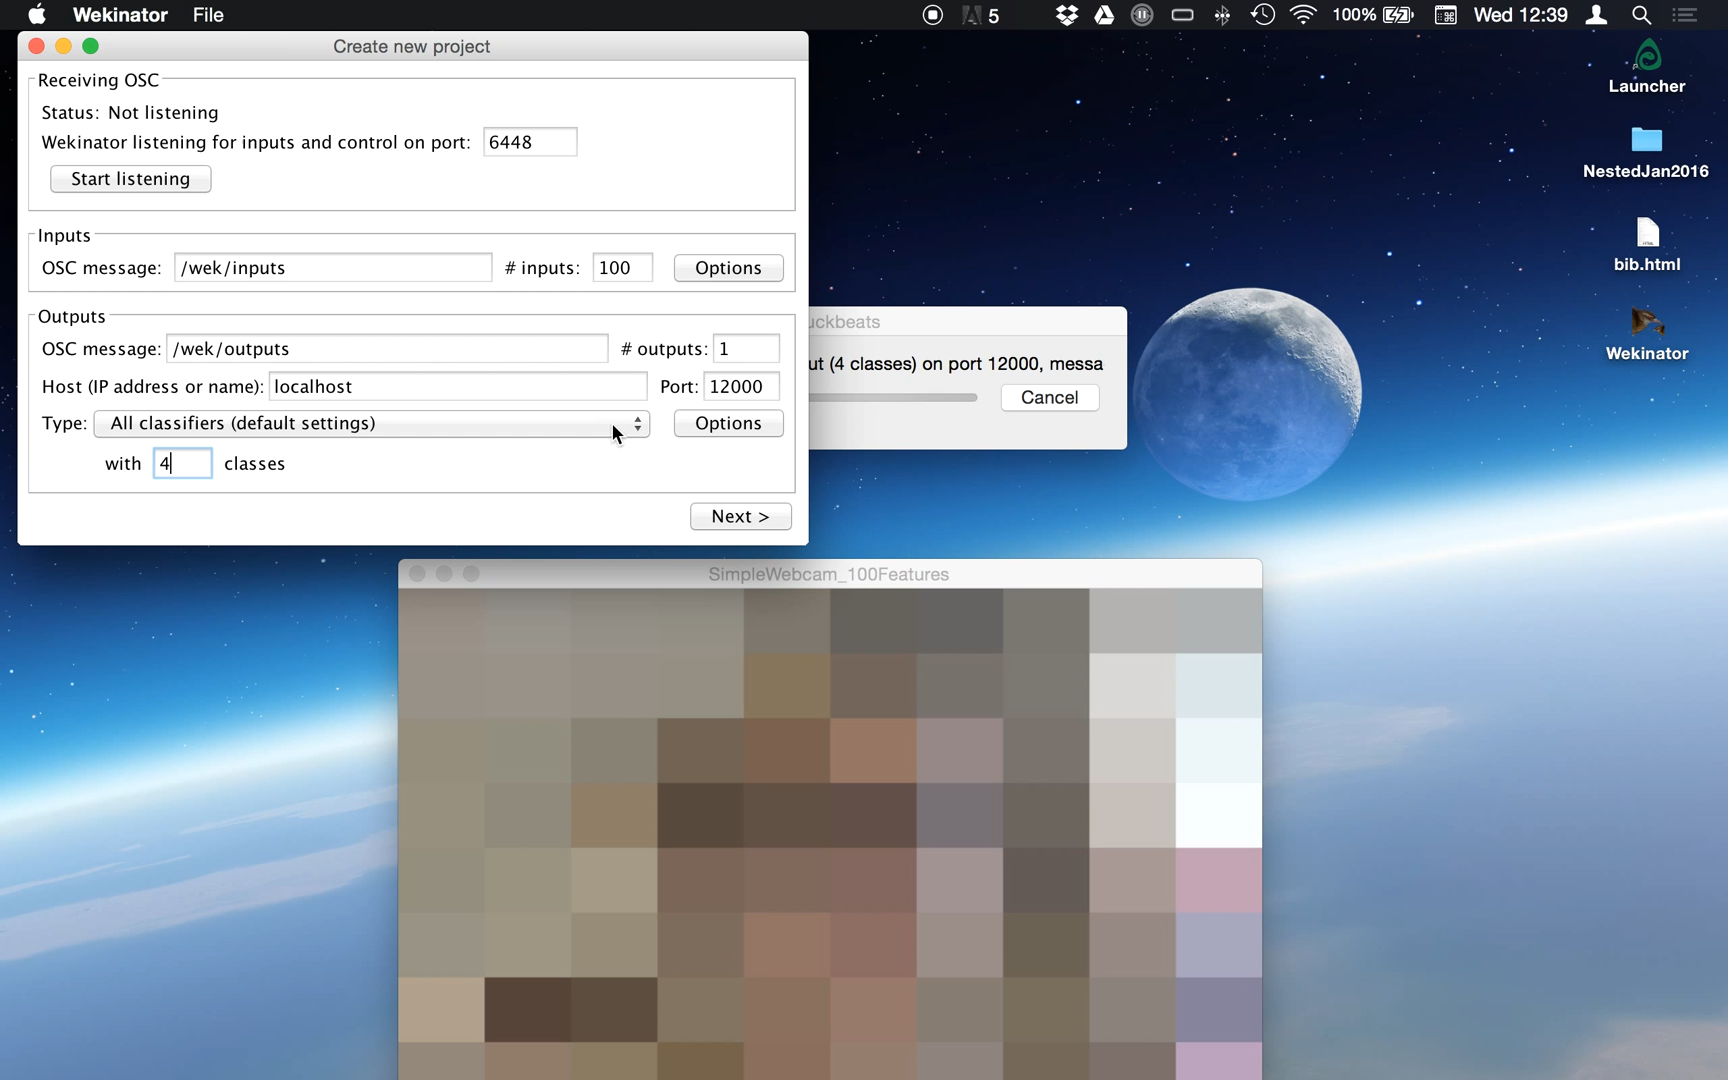 Wekinator File 5 100% Wed 12:39
Create new project
Receiving OSC
Status: Not listening
Wekinator listening for inputs and control on port: 6448
Start listening
Inputs
OSC message: /wek/inputs # inputs: 100 Options
Outputs
OSC message: /wek/outputs # outputs: 1
Host (IP address or name): localhost Port: 12000
Type: All classifiers (default settings) Options
with 4 classes
Next >
uckbeats
ut (4 classes) on port 12000, messa
Cancel
SimpleWebcam_100Features
Launcher
NestedJan2016
HTML
bib.html
Wekinator